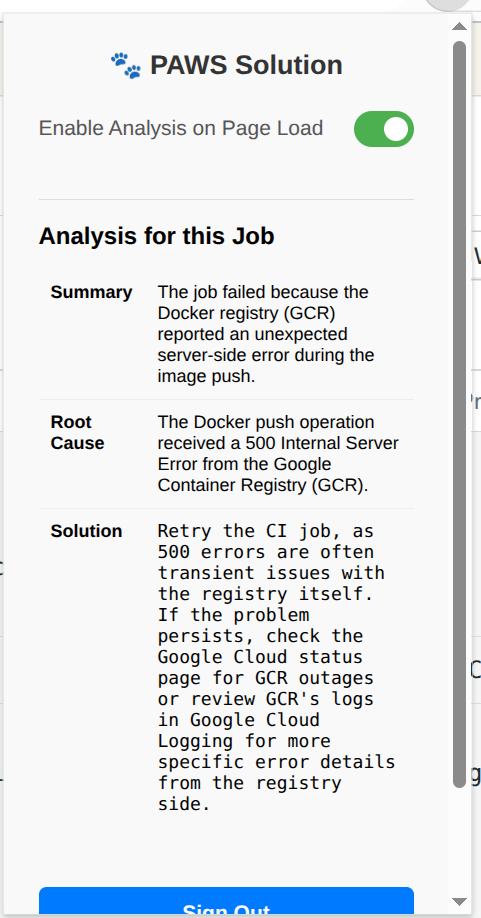 🐾 PAWS Solution
Enable Analysis on Page Load
Analysis for this Job
Summary
The job failed because the
Docker registry (GCR)
reported an unexpected
server-side error during the
image push.
Root
Cause
The Docker push operation
received a 500 Internal Server
Error from the Google
Container Registry (GCR).
Solution
Retry the CI job, as
500 errors are often
transient issues with
the registry itself.
If the problem
persists, check the
Google Cloud status
page for GCR outages
or review GCR's logs
in Google Cloud
Logging for more
specific error details
from the registry
side.
Sign Out